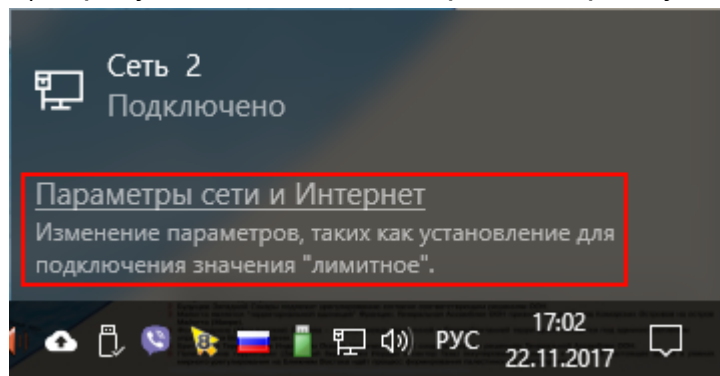 Сеть 2
Подключено
Параметры сети и Интернет
Изменение параметров, таких как установление для
подключения значения "лимитное".
8
РУС
17:02
22.11.2017